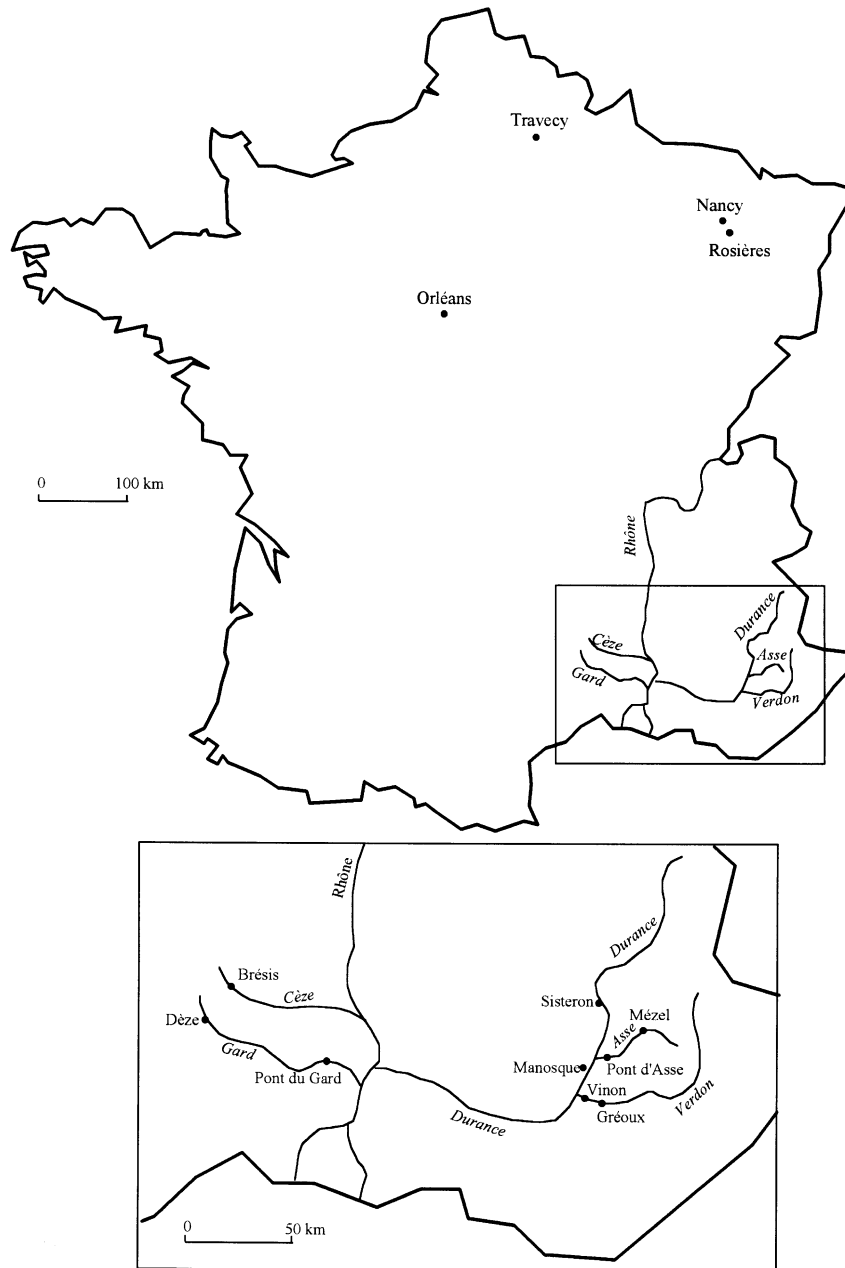 Travecy
Nancy
Rosières
Orléans
0 100 km
Rhône
Durance
Cèze
Asse
Gard
Verdon
Rhône
Durance
Brésis
Cèze
Sisteron
Mézel
Dèze
Asse
Gard
Pont du Gard
Manosque
Pont d'Asse
Vinon
Verdon
Gréoux
Durance
0 50 km